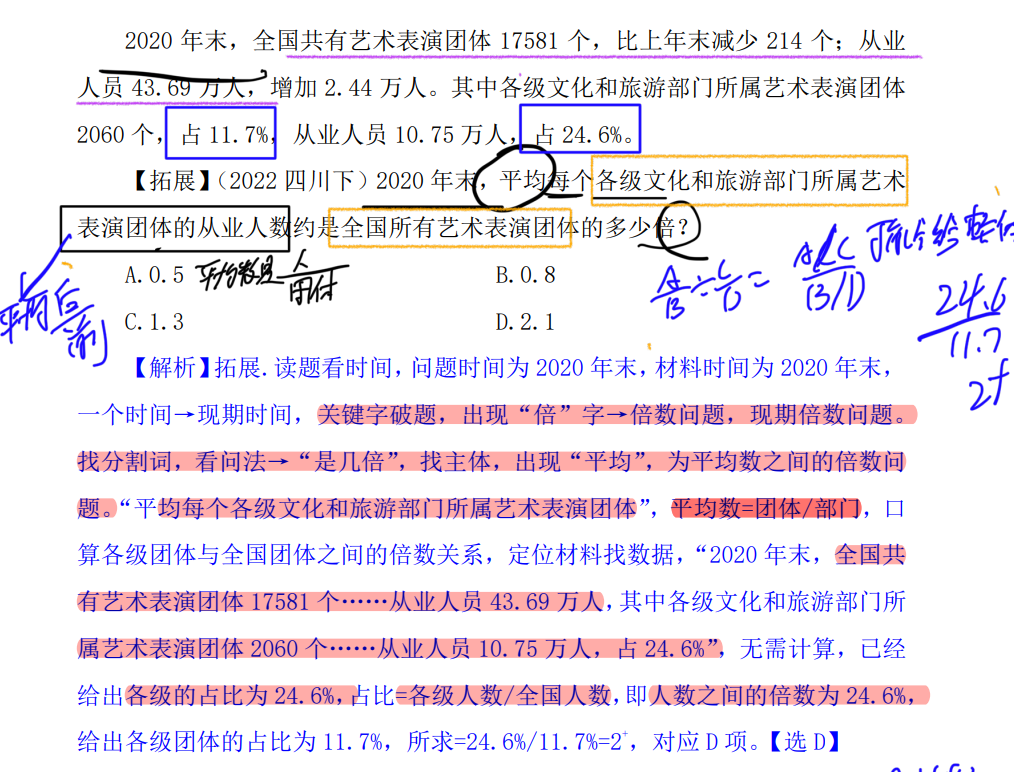 2020 年末，全国共有艺术表演团体 17581 个，比上年末减少 214 个；从业
人员 43.69 万人，增加 2.44 万人。其中各级文化和旅游部门所属艺术表演团体
2060 个，占 11.7%，从业人员 10.75 万人，占 24.6%。
【拓展】（2022 四川下）2020 年末，平均每个各级文化和旅游部门所属艺术
表演团体的从业人数约是全国所有艺术表演团体的多少倍？
A.0.5 平均数是 人/团体 B.0.8
A/B÷C/D=
24.6/11.7
2+
C.1.3 D.2.1
【解析】拓展.读题看时间，问题时间为 2020 年末，材料时间为 2020 年末，
一个时间→现期时间，关键字破题，出现“倍”字→倍数问题，现期倍数问题。
找分割词，看问法→“是几倍”，找主体，出现“平均”，为平均数之间的倍数问
题。“平均每个各级文化和旅游部门所属艺术表演团体”，平均数=团体/部门，口
算各级团体与全国团体之间的倍数关系，定位材料找数据，“2020 年末，全国共
有艺术表演团体 17581 个……从业人员 43.69 万人，其中各级文化和旅游部门所
属艺术表演团体 2060 个……从业人员 10.75 万人，占 24.6%”，无需计算，已经
给出各级的占比为 24.6%，占比=各级人数/全国人数，即人数之间的倍数为 24.6%，
给出各级团体的占比为 11.7%，所求=24.6%/11.7%=2⁺，对应 D 项。【选 D】